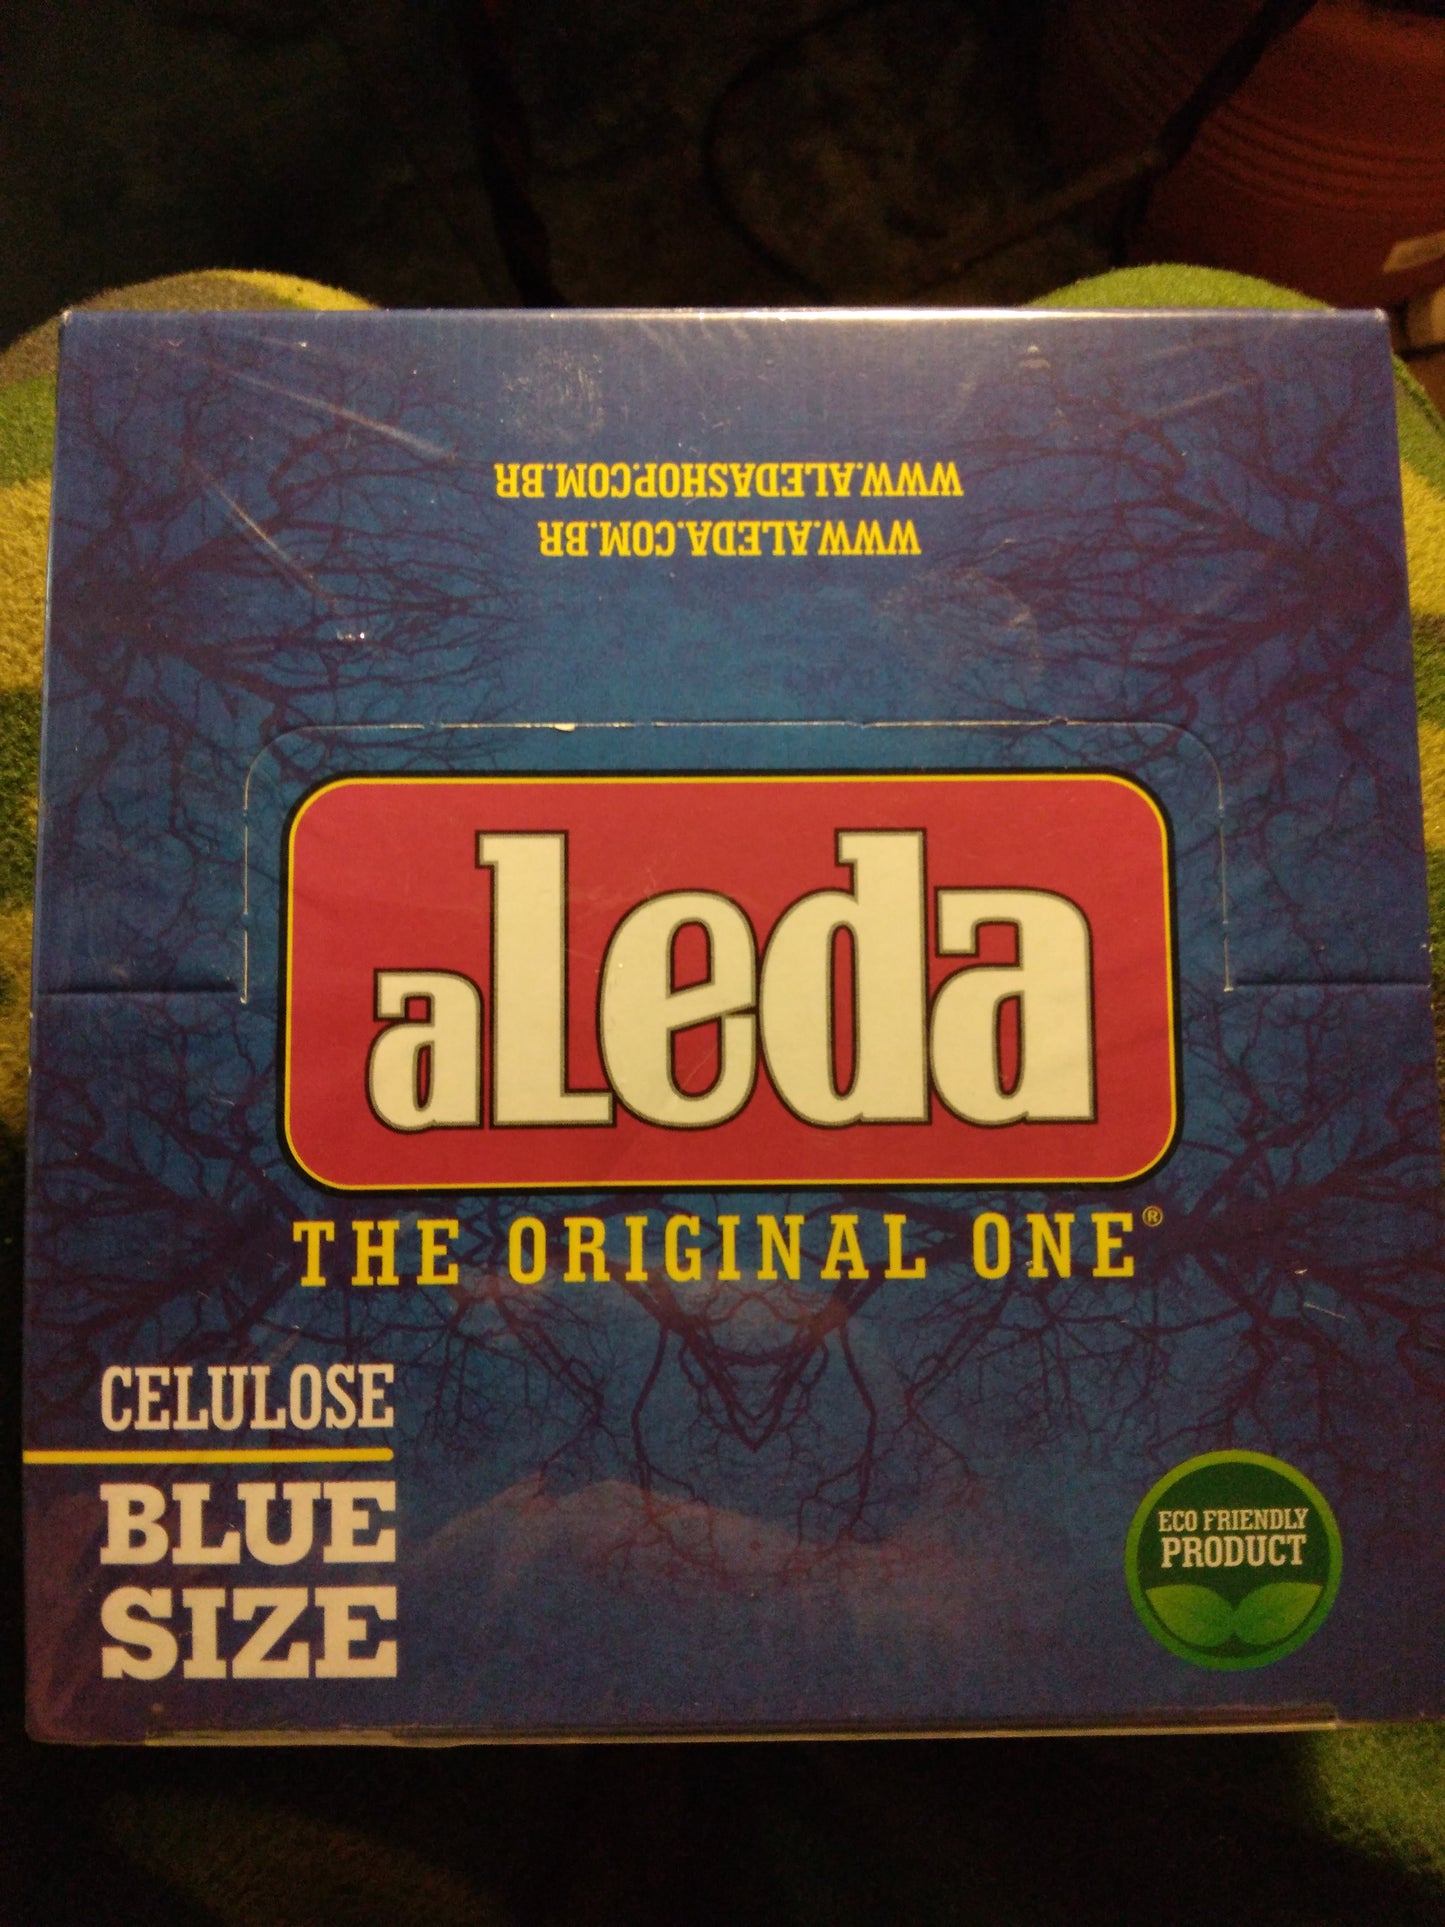 WWW.ALEDASHOP.COM.BR
WWW.ALEDA.COM.BR
aLeda
THE ORIGINAL ONE®
CELULOSE
BLUE
SIZE
ECO FRIENDLY
PRODUCT